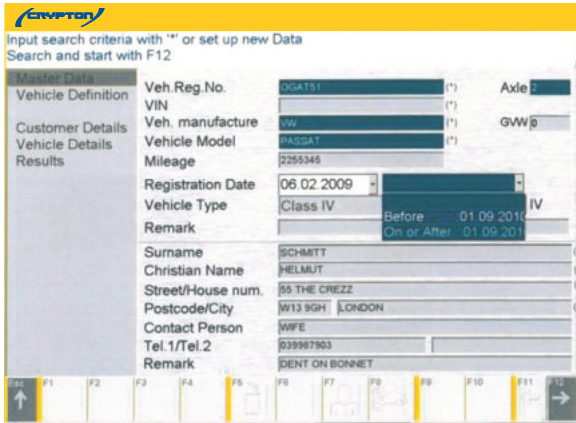 CRYPTON
Input search criteria with '*' or set up new Data
Search and start with F12
Master Data
Vehicle Definition
Customer Details
Vehicle Details
Results
Veh.Reg.No. OGAT51 (*) Axle 2
VIN (*)
Veh. manufacture VW (*) GVW 0
Vehicle Model PASSAT (*)
Mileage 2255345
Registration Date 06.02.2009
Vehicle Type Class IV IV
Before :01.09.2010
On or After :01.09.201
Remark
Surname SCHMITT
Christian Name HELMUT
Street/House num. 55 THE CREZZ
Postcode/City W13 9GH LONDON
Contact Person WIFE
Tel.1/Tel.2 039987903
Remark DENT ON BONNET
Esc F1 F2 F3 F4 F5 F6 F7 F8 F9 F10 F11 F12